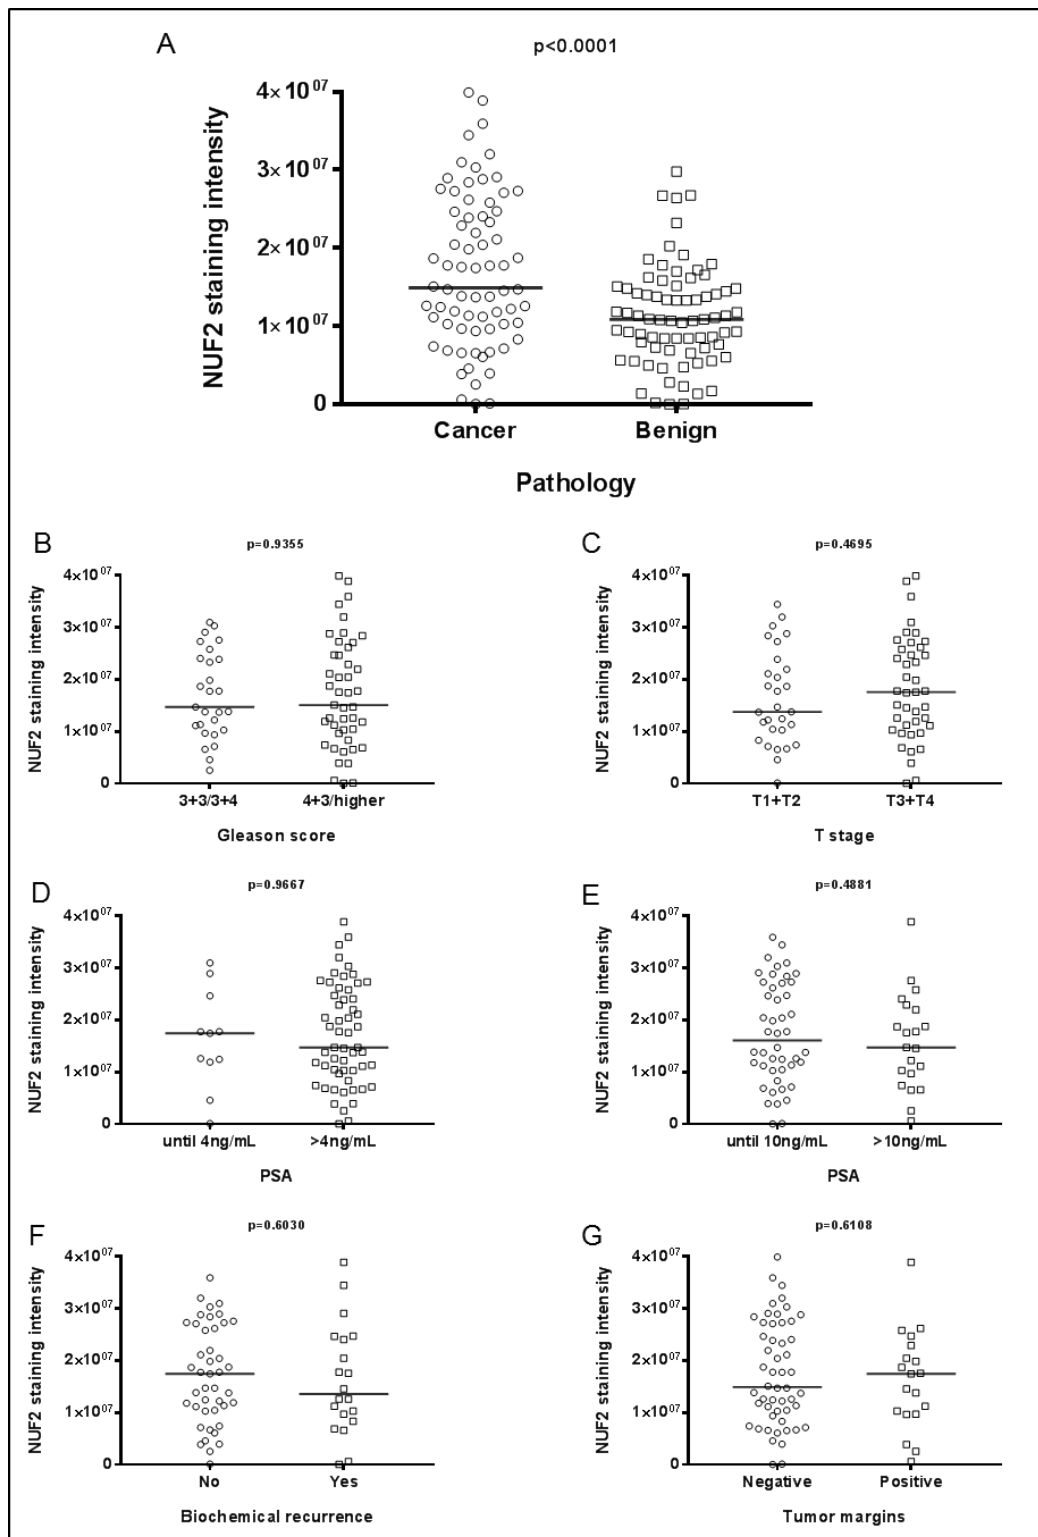 A
p<0.0001
NUF2 staining intensity
4× 10 07
3× 10 07
2× 10 07
1× 10 07
0
Cancer Benign
Pathology
B
p=0.9355
NUF2 staining intensity
4×10 07
3×10 07
2×10 07
1×10 07
0
3+3/3+4 4+3/higher
Gleason score
C
p=0.4695
NUF2 staining intensity
4×10 07
3×10 07
2×10 07
1×10 07
0
T1+T2 T3+T4
T stage
D
p=0.9667
NUF2 staining intensity
4×10 07
3×10 07
2×10 07
1×10 07
0
until 4ng/mL >4ng/mL
PSA
E
p=0.4881
NUF2 staining intensity
4×10 07
3×10 07
2×10 07
1×10 07
0
until 10ng/mL >10ng/mL
PSA
F
p=0.6030
NUF2 staining intensity
4×10 07
3×10 07
2×10 07
1×10 07
0
No Yes
Biochemical recurrence
G
p=0.6108
NUF2 staining intensity
4×10 07
3×10 07
2×10 07
1×10 07
0
Negative Positive
Tumor margins